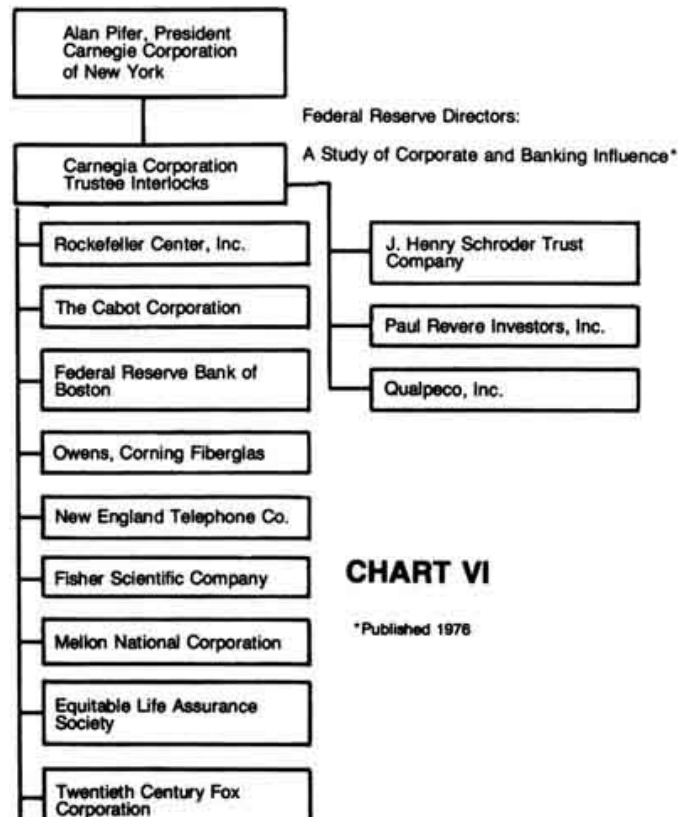 Alan Pifer, President
Carnegie Corporation
of New York
Federal Reserve Directors:
A Study of Corporate and Banking Influence*
Carnegia Corporation
Trustee Interlocks
Rockefeller Center, Inc.
The Cabot Corporation
Federal Reserve Bank of
Boston
Owens, Corning Fiberglas
New England Telephone Co.
Fisher Scientific Company
Mellon National Corporation
Equitable Life Assurance
Society
Twentieth Century Fox
Corporation
J. Henry Schroder Trust
Company
Paul Revere Investors, Inc.
Qualpeco, Inc.
CHART VI
*Published 1976